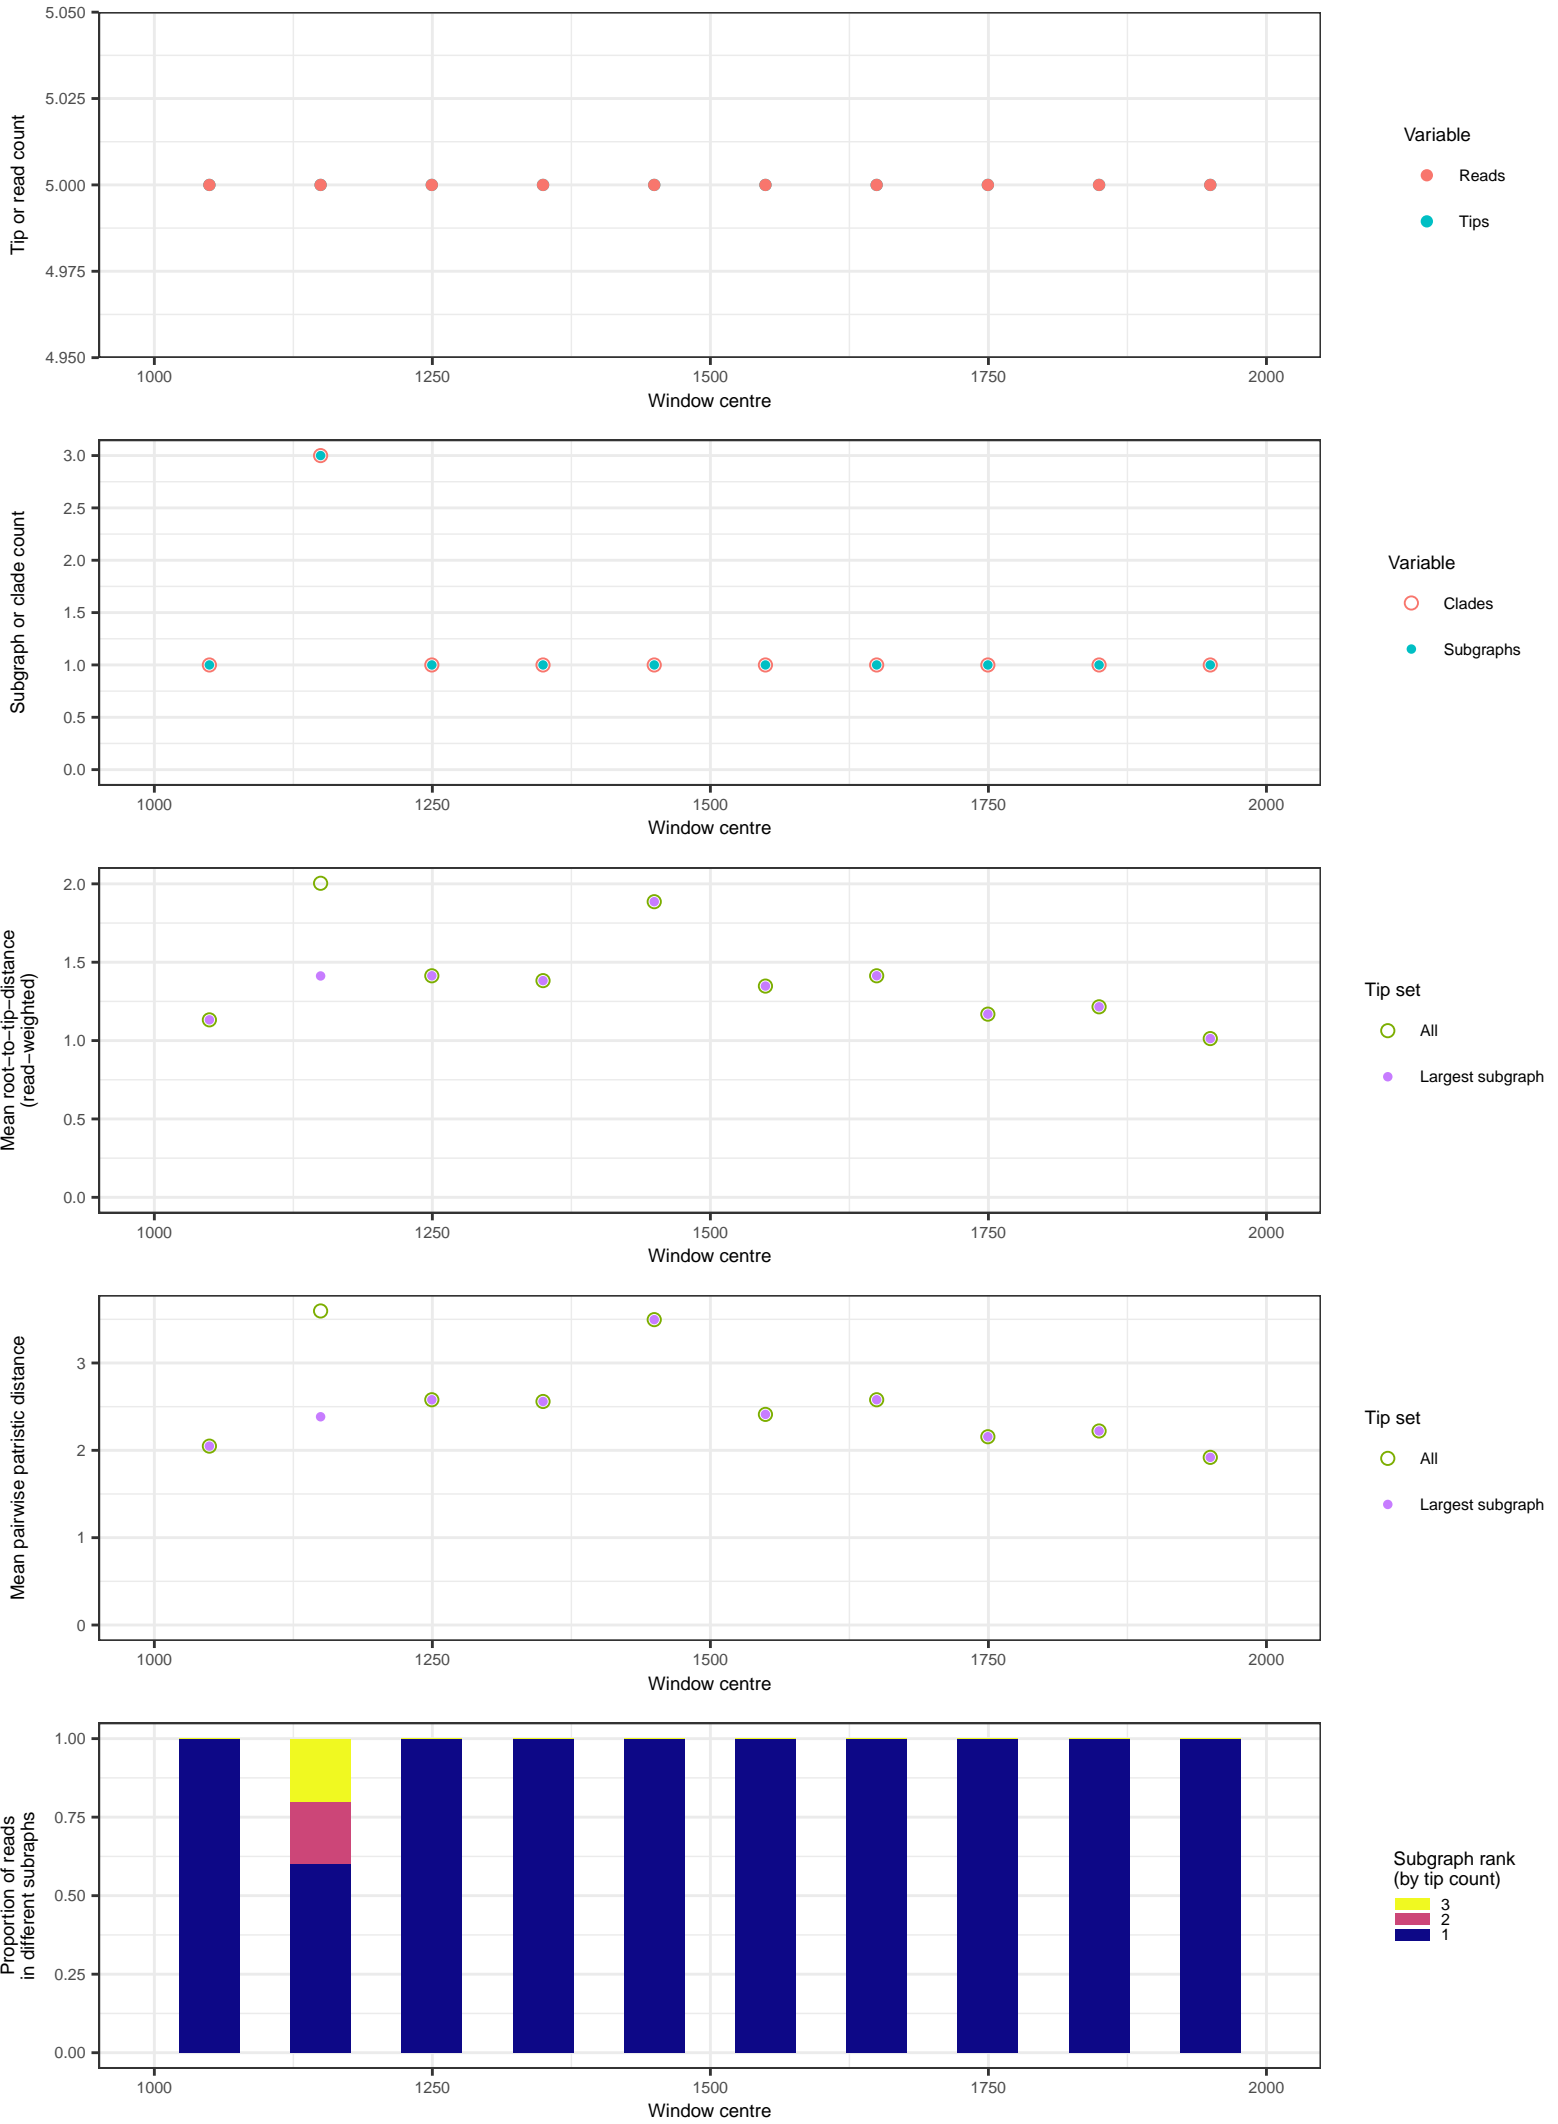 5.050
5.025
5.000
4.975
4.950
Tip or read count
1000 1250 1500 1750 2000
Window centre
Variable
Reads
Tips
3.0
2.5
2.0
1.5
1.0
0.5
0.0
Subgraph or clade count
1000 1250 1500 1750 2000
Window centre
Variable
Clades
Subgraphs
2.0
1.5
1.0
0.5
0.0
Mean root−to−tip−distance
(read−weighted)
1000 1250 1500 1750 2000
Window centre
Tip set
All
Largest subgraph
3
2
1
0
Mean pairwise patristic distance
1000 1250 1500 1750 2000
Window centre
Tip set
All
Largest subgraph
1.00
0.75
0.50
0.25
0.00
Proportion of reads
in different subraphs
1000 1250 1500 1750 2000
Window centre
Subgraph rank
(by tip count)
3
2
1